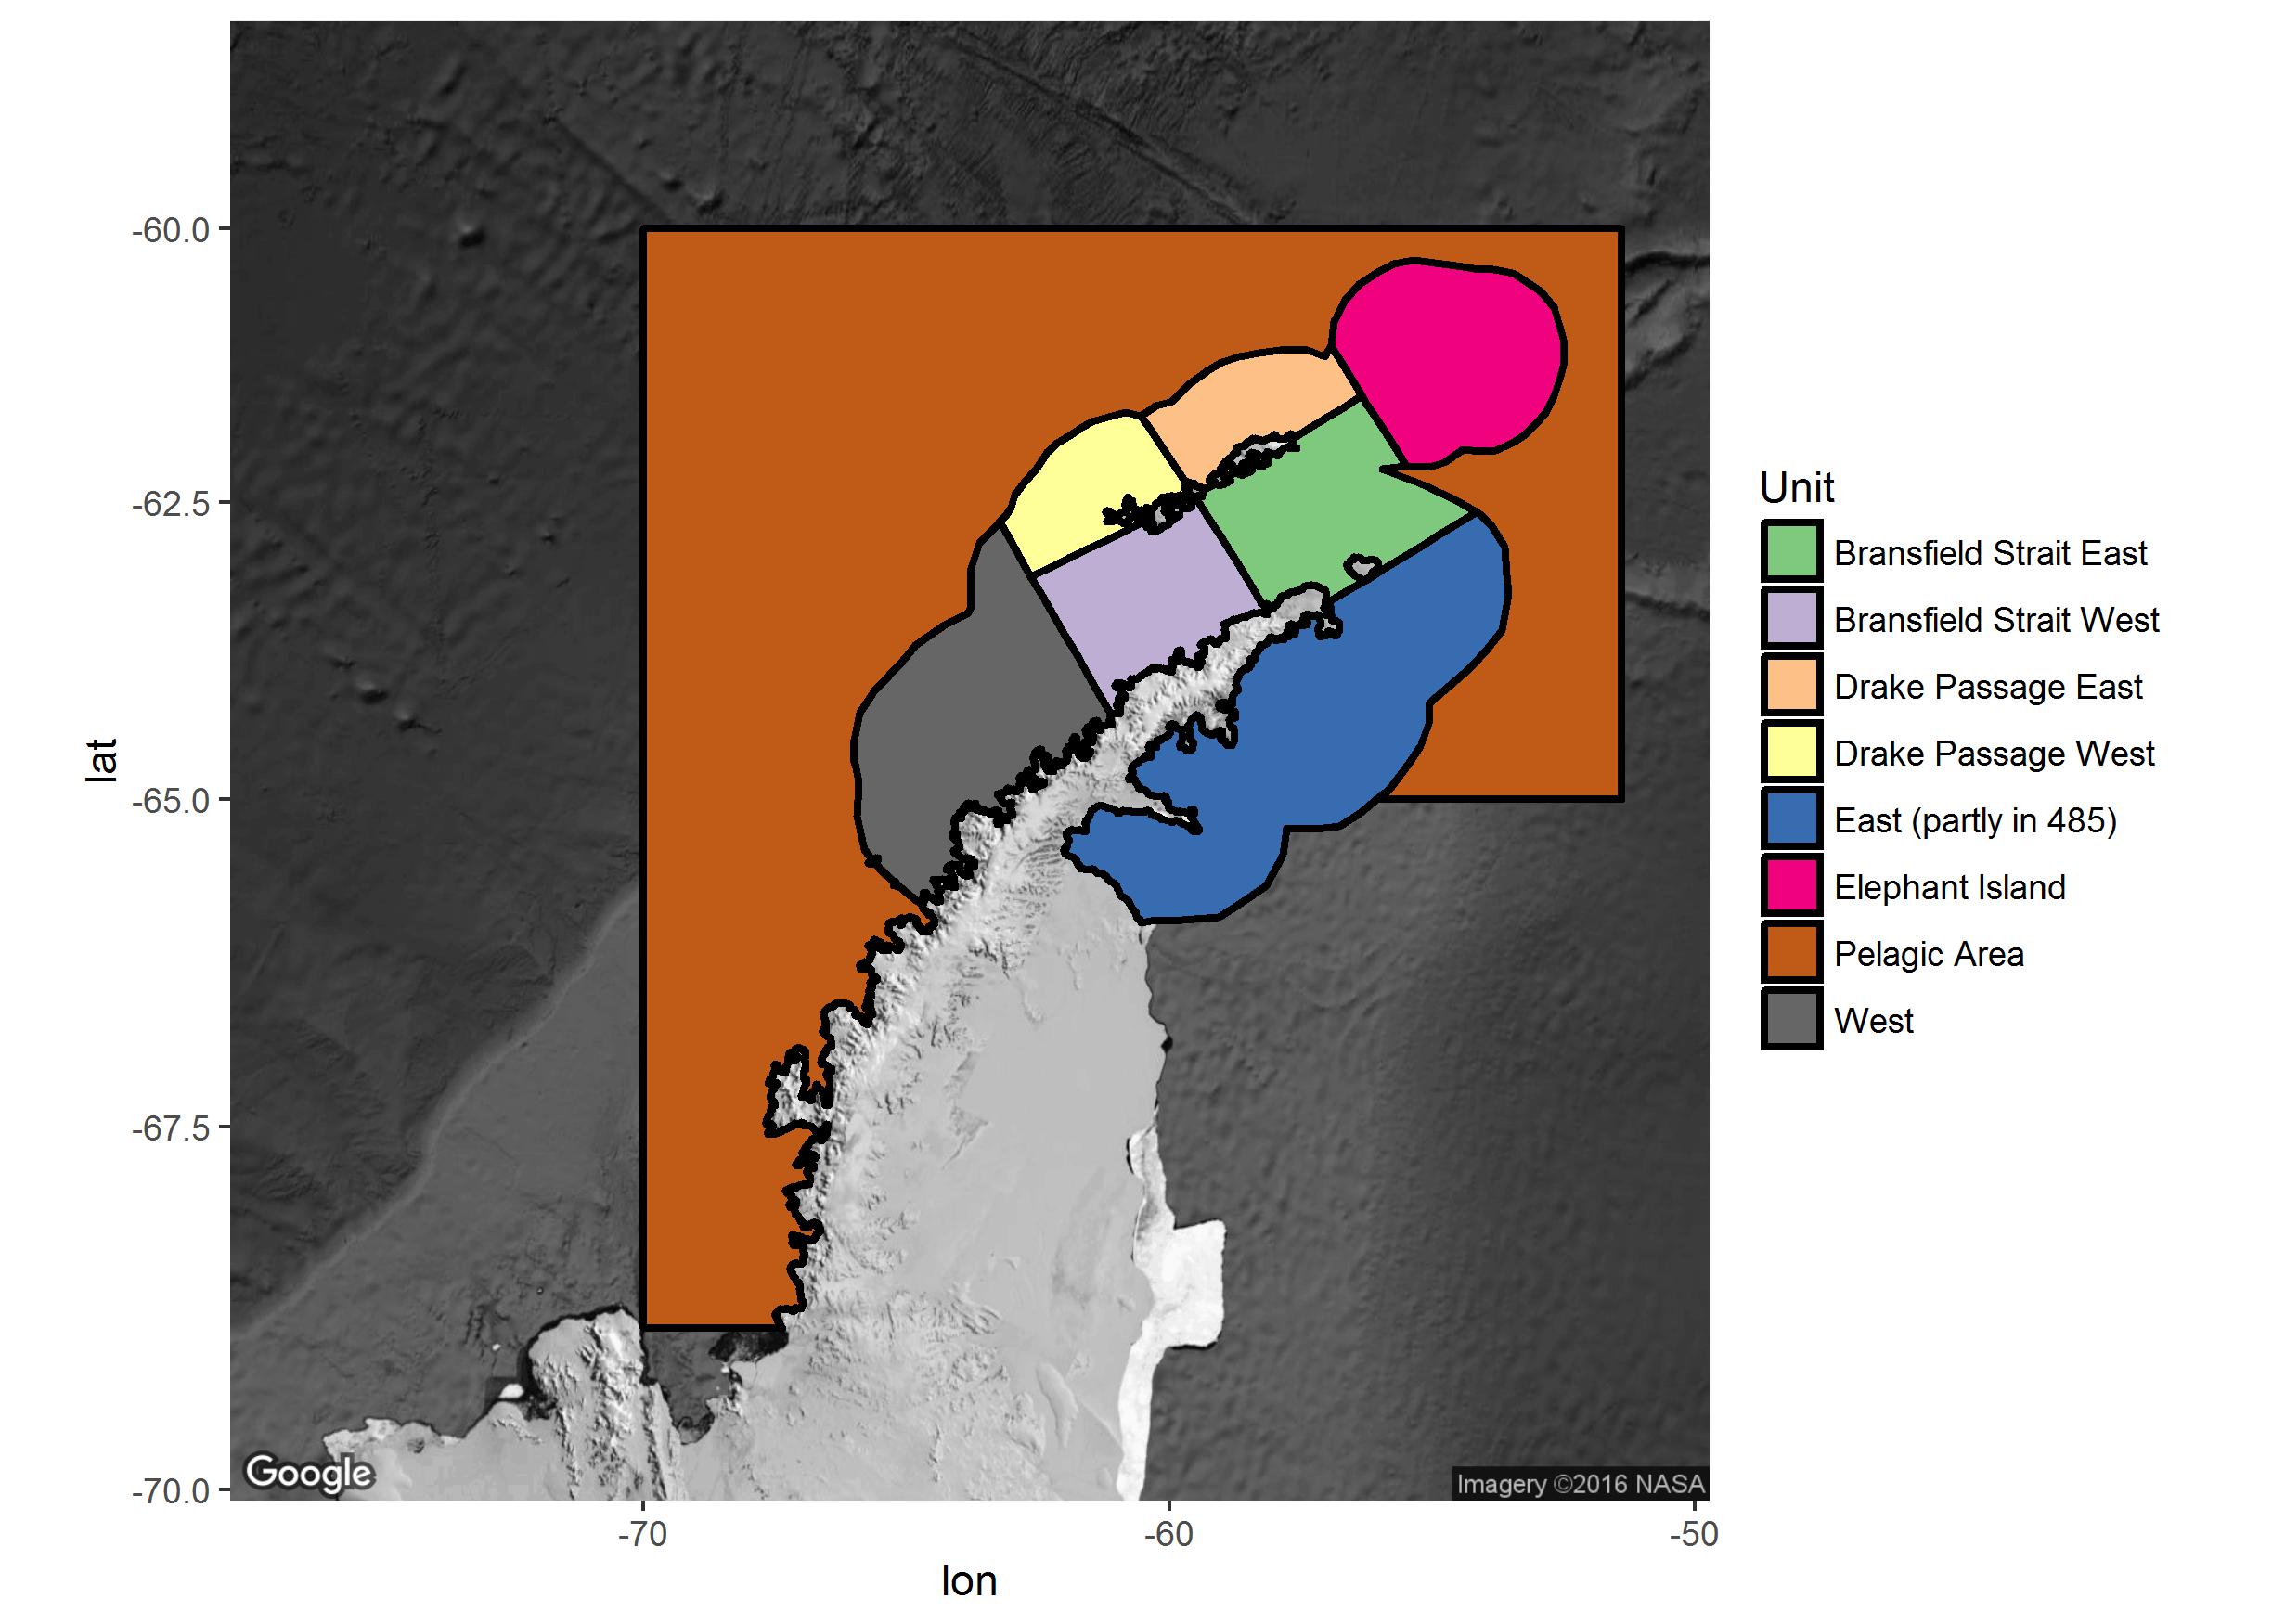 -60.0
-62.5
-65.0
-67.5
-70.0
lat
-70
-60
-50
lon
Google
Imagery ©2016 NASA
Unit
Bransfield Strait East
Bransfield Strait West
Drake Passage East
Drake Passage West
East (partly in 485)
Elephant Island
Pelagic Area
West